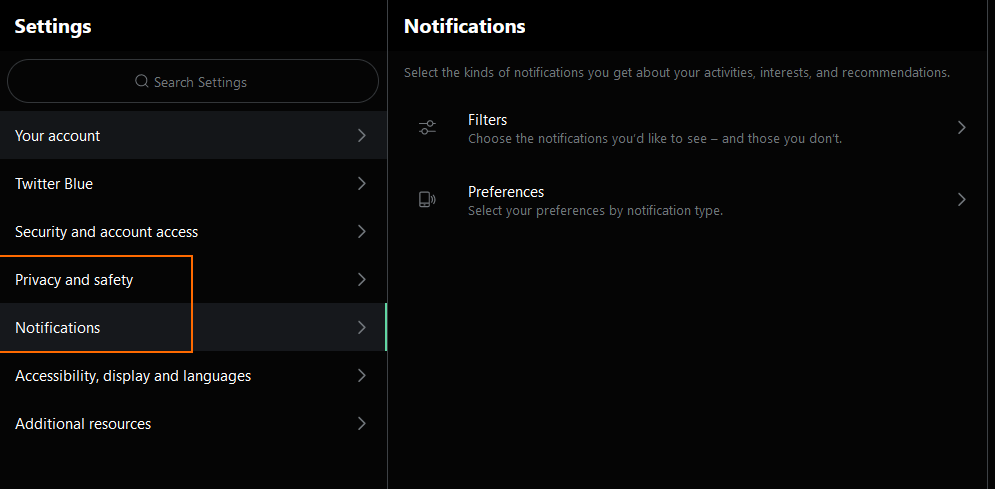 Settings
Search Settings
Your account
Twitter Blue
Security and account access
Privacy and safety
Notifications
Accessibility, display and languages
Additional resources
Notifications
Select the kinds of notifications you get about your activities, interests, and recommendations.
Filters
Choose the notifications you’d like to see – and those you don’t.
Preferences
Select your preferences by notification type.